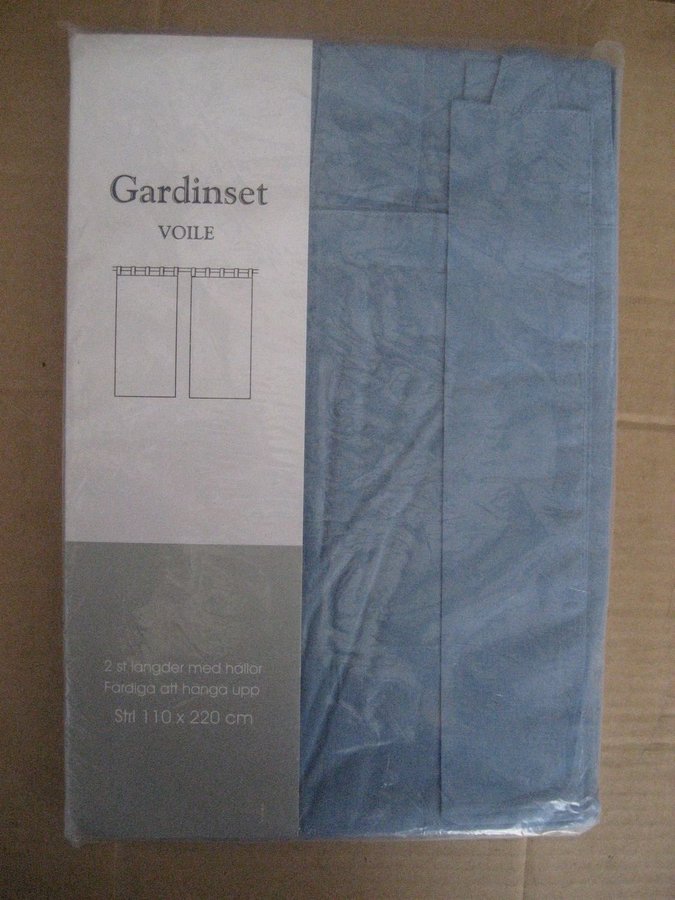 Gardinset
VOILE
2 st längder med hällor
Färdiga att hänga upp
Strl 110 x 220 cm